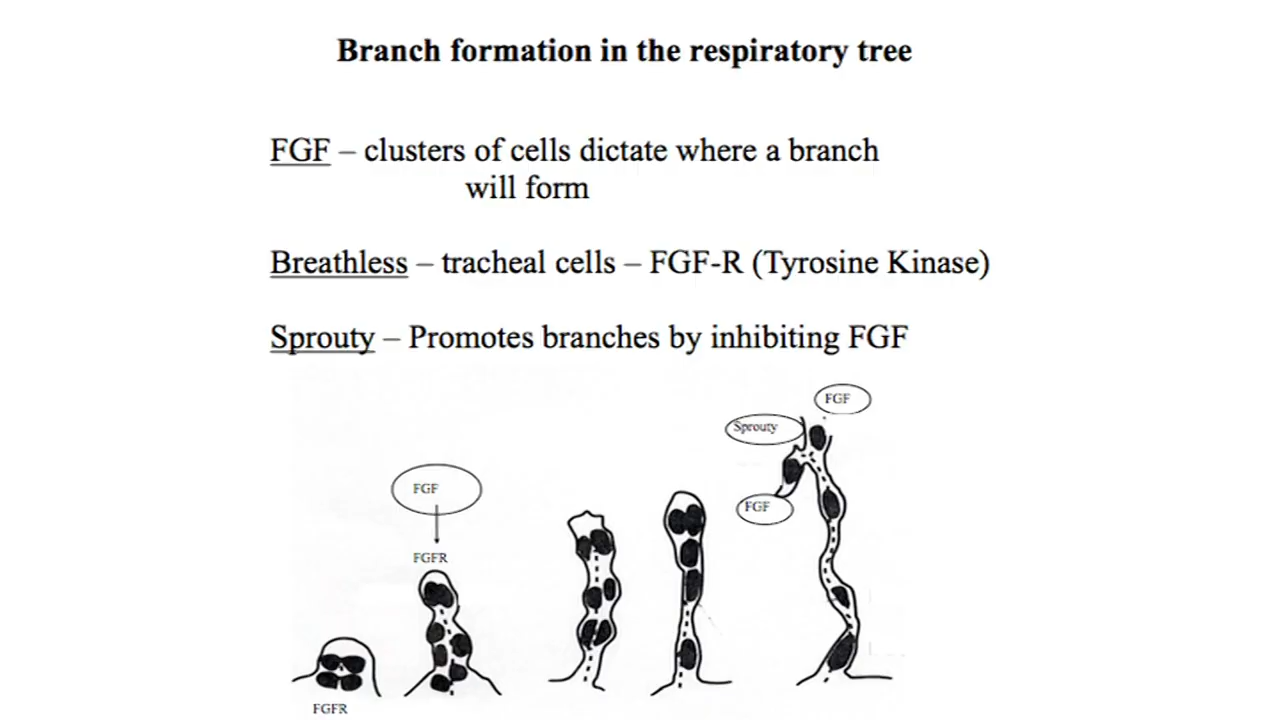 Branch formation in the respiratory tree
FGF – clusters of cells dictate where a branch
will form
Breathless – tracheal cells – FGF-R (Tyrosine Kinase)
Sprouty – Promotes branches by inhibiting FGF
FGF
Sprouty
FGF
FGF
FGFR
FGFR